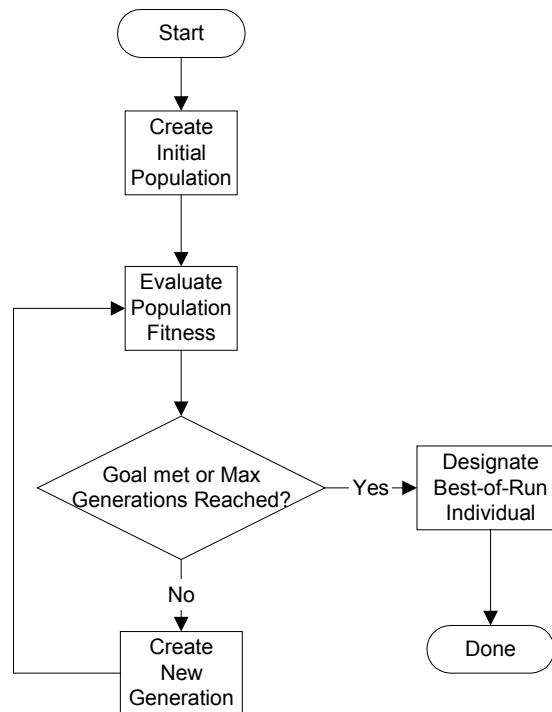 Start
Create
Initial
Population
Evaluate
Population
Fitness
Goal met or Max
Generations Reached?
Yes
Designate
Best-of-Run
Individual
No
Create
New
Generation
Done